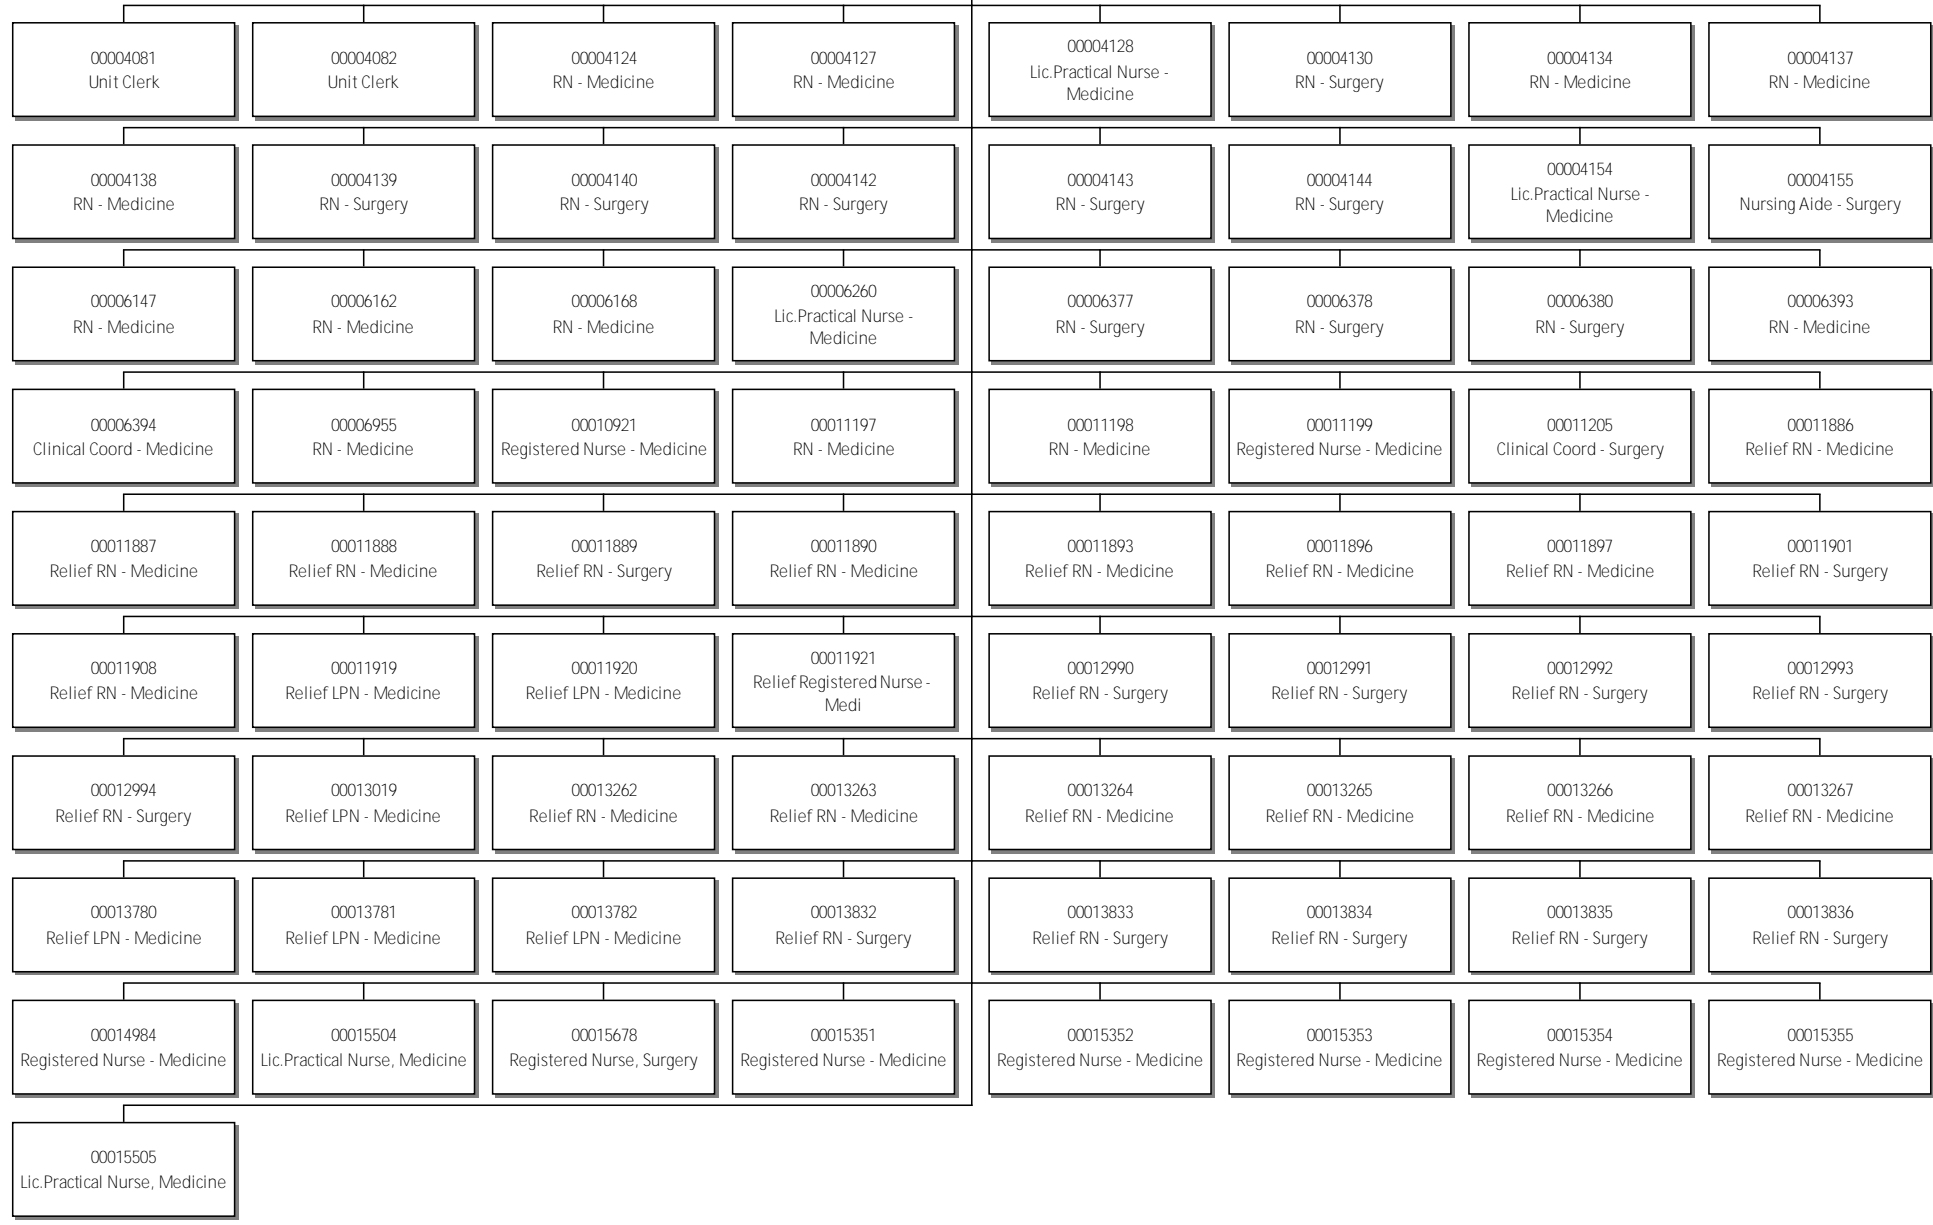 00004081
Unit Clerk
00004082
Unit Clerk
00004124
RN - Medicine
00004127
RN - Medicine
00004128
Lic.Practical Nurse -
Medicine
00004130
RN - Surgery
00004134
RN - Medicine
00004137
RN - Medicine
00004138
RN - Medicine
00004139
RN - Surgery
00004140
RN - Surgery
00004142
RN - Surgery
00004143
RN - Surgery
00004144
RN - Surgery
00004154
Lic.Practical Nurse -
Medicine
00004155
Nursing Aide - Surgery
00006147
RN - Medicine
00006162
RN - Medicine
00006168
RN - Medicine
00006260
Lic.Practical Nurse -
Medicine
00006377
RN - Surgery
00006378
RN - Surgery
00006380
RN - Surgery
00006393
RN - Medicine
00006394
Clinical Coord - Medicine
00006955
RN - Medicine
00010921
Registered Nurse - Medicine
00011197
RN - Medicine
00011198
RN - Medicine
00011199
Registered Nurse - Medicine
00011205
Clinical Coord - Surgery
00011886
Relief RN - Medicine
00011887
Relief RN - Medicine
00011888
Relief RN - Medicine
00011889
Relief RN - Surgery
00011890
Relief RN - Medicine
00011893
Relief RN - Medicine
00011896
Relief RN - Medicine
00011897
Relief RN - Medicine
00011901
Relief RN - Surgery
00011908
Relief RN - Medicine
00011919
Relief LPN - Medicine
00011920
Relief LPN - Medicine
00011921
Relief Registered Nurse -
Medi
00012990
Relief RN - Surgery
00012991
Relief RN - Surgery
00012992
Relief RN - Surgery
00012993
Relief RN - Surgery
00012994
Relief RN - Surgery
00013019
Relief LPN - Medicine
00013262
Relief RN - Medicine
00013263
Relief RN - Medicine
00013264
Relief RN - Medicine
00013265
Relief RN - Medicine
00013266
Relief RN - Medicine
00013267
Relief RN - Medicine
00013780
Relief LPN - Medicine
00013781
Relief LPN - Medicine
00013782
Relief LPN - Medicine
00013832
Relief RN - Surgery
00013833
Relief RN - Surgery
00013834
Relief RN - Surgery
00013835
Relief RN - Surgery
00013836
Relief RN - Surgery
00014984
Registered Nurse - Medicine
00015504
Lic.Practical Nurse, Medicine
00015678
Registered Nurse, Surgery
00015351
Registered Nurse - Medicine
00015352
Registered Nurse - Medicine
00015353
Registered Nurse - Medicine
00015354
Registered Nurse - Medicine
00015355
Registered Nurse - Medicine
00015505
Lic.Practical Nurse, Medicine